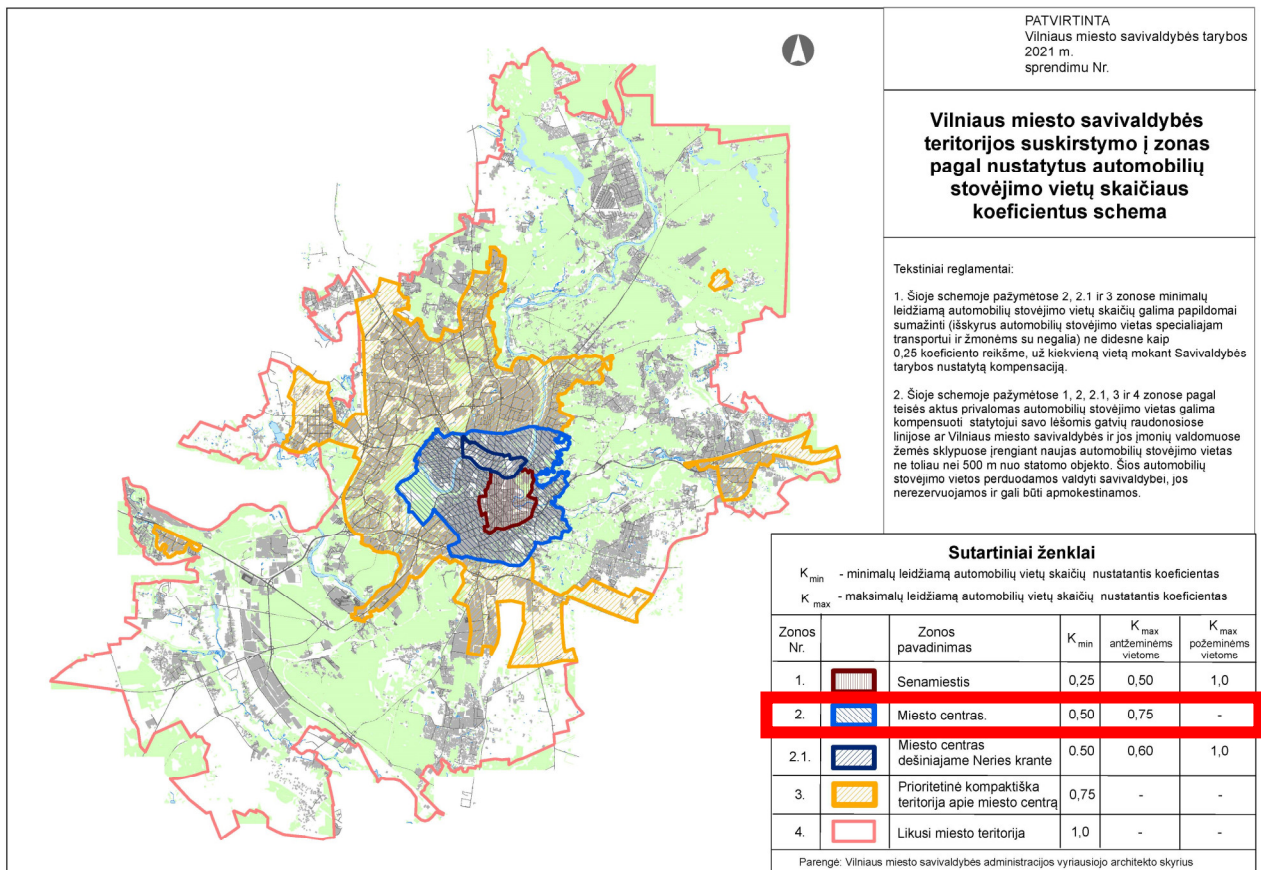 PATVIRTINTA
Vilniaus miesto savivaldybės tarybos
2021 m.
sprendimu Nr.
Vilniaus miesto savivaldybės
teritorijos suskirstymo į zonas
pagal nustatytus automobilių
stovėjimo vietų skaičiaus
koeficientus schema
Tekstiniai reglamentai:
1. Šioje schemoje pažymėtose 2, 2.1 ir 3 zonose minimalų
leidžiamą automobilių stovėjimo vietų skaičių galima papildomai
sumažinti (išskyrus automobilių stovėjimo vietas specialiajam
transportui ir žmonėms su negalia) ne didesne kaip
0,25 koeficiento reikšme, už kiekvieną vietą mokant Savivaldybės
tarybos nustatytą kompensaciją.
2. Šioje schemoje pažymėtose 1, 2, 2.1, 3 ir 4 zonose pagal
teisės aktus privalomas automobilių stovėjimo vietas galima
kompensuoti statytojui savo lėšomis gatvių raudonosiose
linijose ar Vilniaus miesto savivaldybės ir jos įmonių valdomuose
žemės sklypuose įrengiant naujas automobilių stovėjimo vietas
ne toliau nei 500 m nuo statomo objekto. Šios automobilių
stovėjimo vietos perduodamos valdyti savivaldybei, jos
nerezervuojamos ir gali būti apmokestinamos.
Sutartiniai ženklai
K min - minimalų leidžiamą automobilių vietų skaičių nustatantis koeficientas
K max - maksimalų leidžiamą automobilių vietų skaičių nustatantis koeficientas
Zonos Nr. Zonos pavadinimas K min K max antžeminėms vietoms K max požeminėms vietoms
1. Senamiestis 0,25 0,50 1,0
2. Miesto centras. 0,50 0,75 -
2.1. Miesto centras dešiniajame Neries krante 0.50 0,60 1,0
3. Prioritetinė kompaktiška teritorija apie miesto centrą 0,75 - -
4. Likusi miesto teritorija 1,0 - -
Parengė: Vilniaus miesto savivaldybės administracijos vyriausiojo architekto skyrius